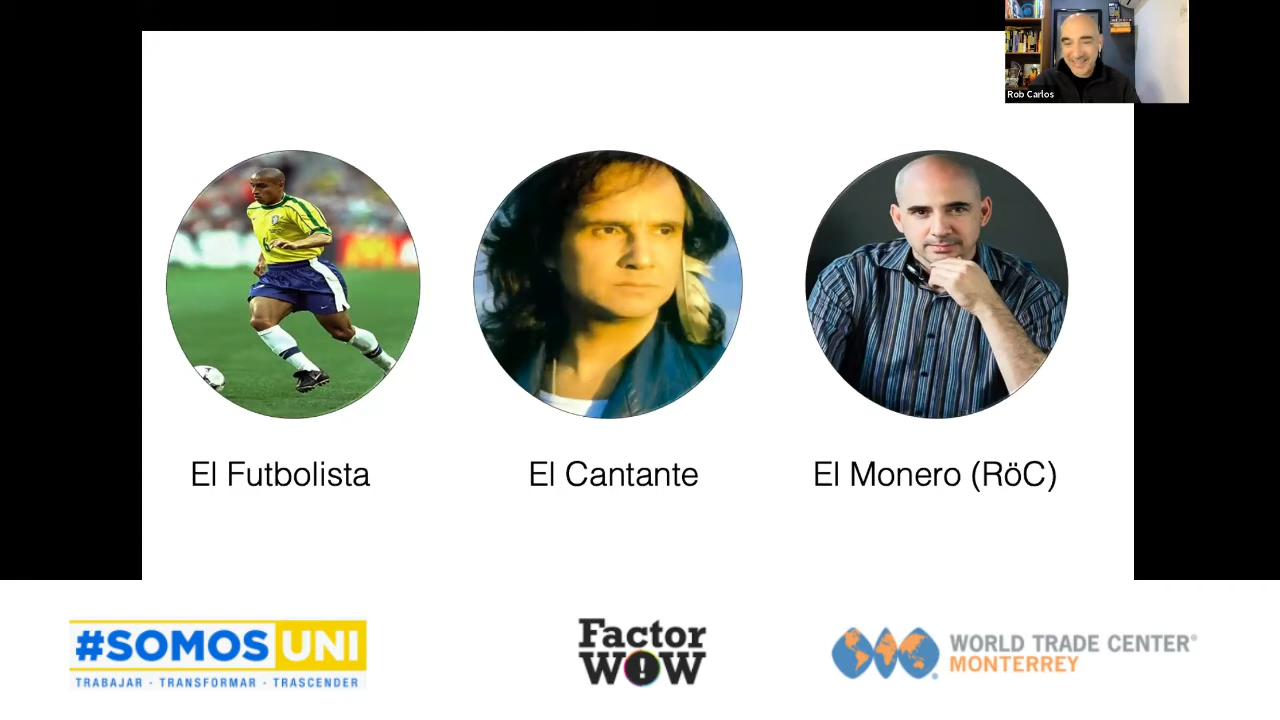 Rob Carlos
El Futbolista
El Cantante
El Monero (RöC)
#SOMOS UNI
TRABAJAR · TRANSFORMAR · TRASCENDER
Factor
WOW
WORLD TRADE CENTER®
MONTERREY